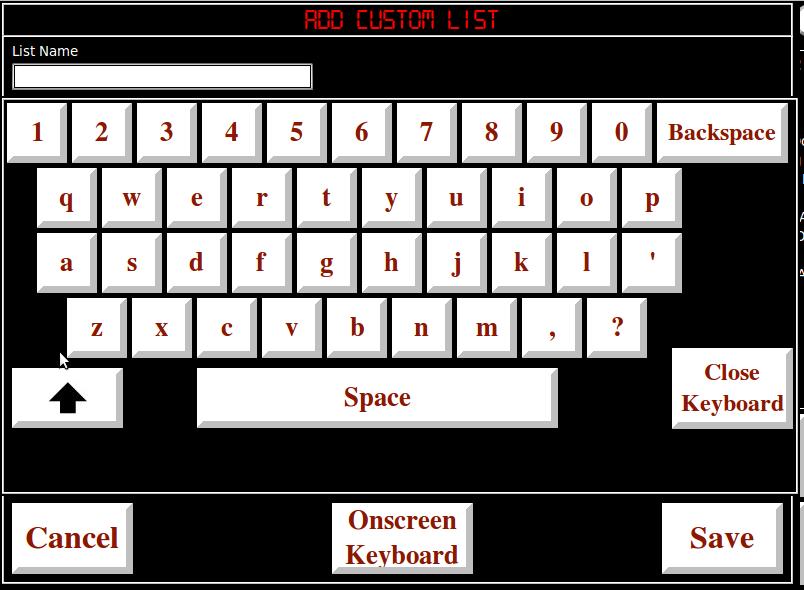 ADD CUSTOM LIST
List Name
1 2 3 4 5 6 7 8 9 0 Backspace
q w e r t y u i o p
a s d f g h j k l '
z x c v b n m , ?
Space
Close
Keyboard
Cancel
Onscreen
Keyboard
Save